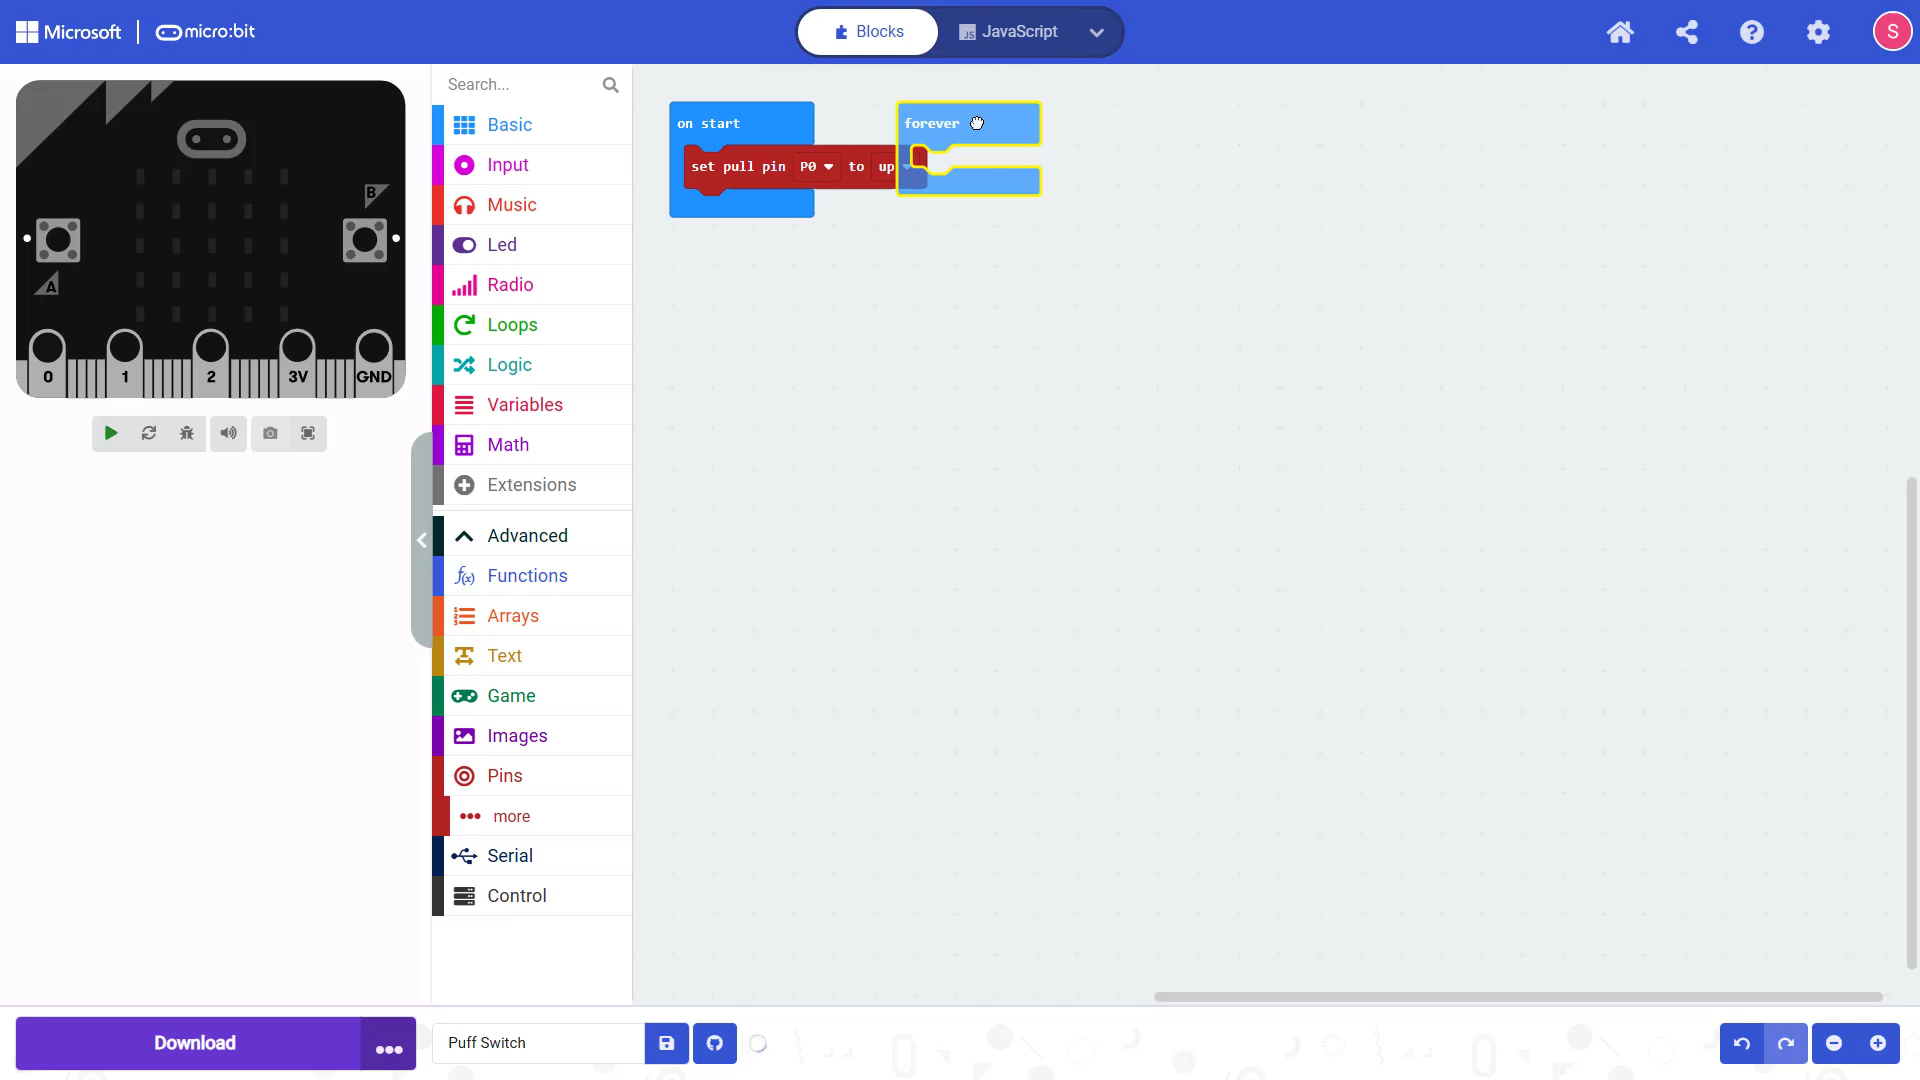 Microsoft
micro:bit
Blocks
JS JavaScript
?
S
Search...
Basic
Input
Music
Led
Radio
Loops
Logic
Variables
Math
Extensions
Advanced
f(x) Functions
Arrays
Text
Game
Images
Pins
more
Serial
Control
on start
set pull pin P0 to up
forever
B
A
0 1 2 3V GND
Download
Puff Switch